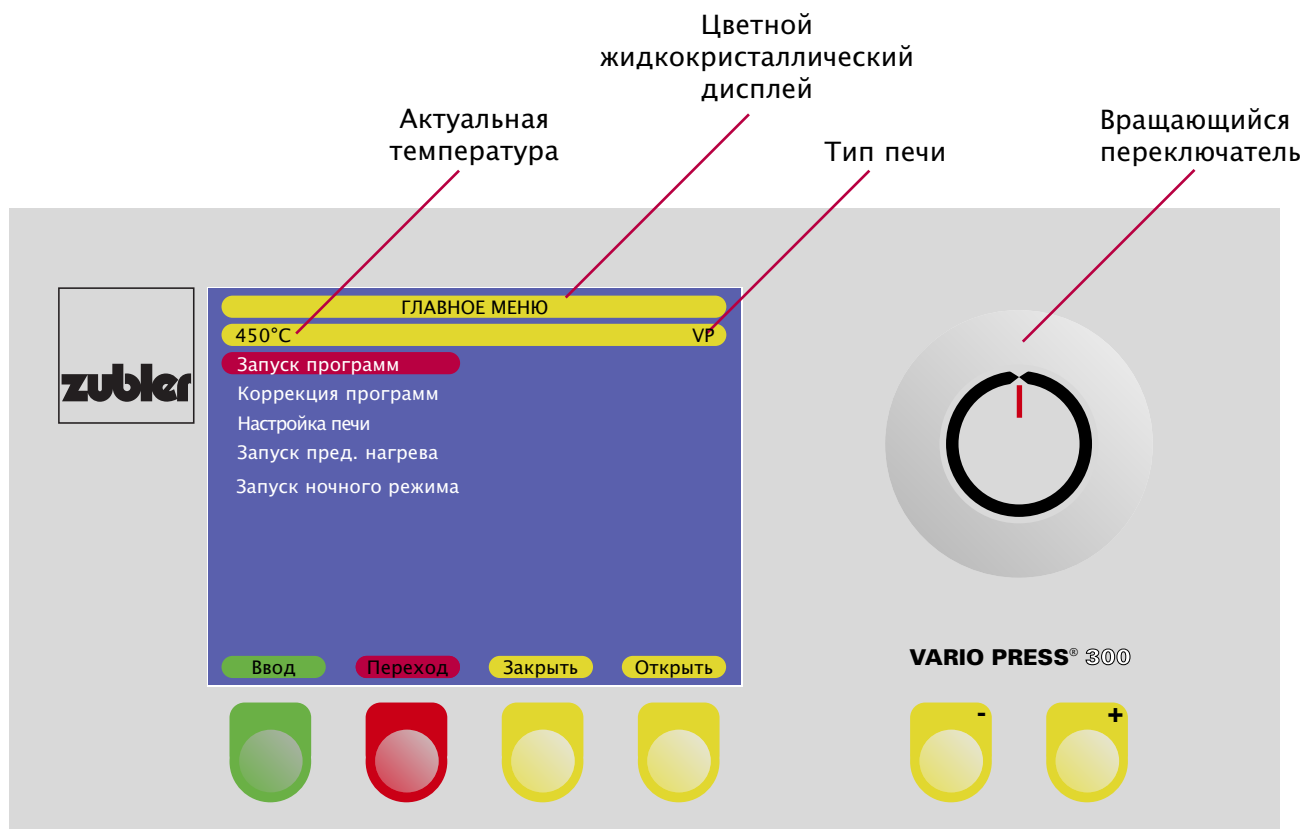 Цветной
жидкокристаллический
дисплей
Актуальная
температура
Тип печи
Вращающийся
переключатель
zubler
ГЛАВНОЕ МЕНЮ
450°C VP
Запуск программ
Коррекция программ
Настройка печи
Запуск пред. нагрева
Запуск ночного режима
Ввод Переход Закрыть Открыть
VARIO PRESS® 300
- +